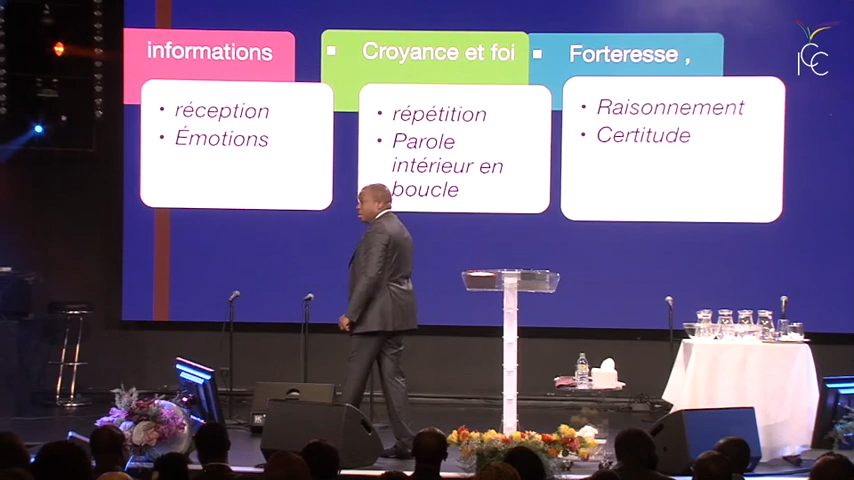 informations
• réception
• Émotions
▪ Croyance et foi
• répétition
• Parole
intérieur en
boucle
▪ Forteresse ,
• Raisonnement
• Certitude
ICC